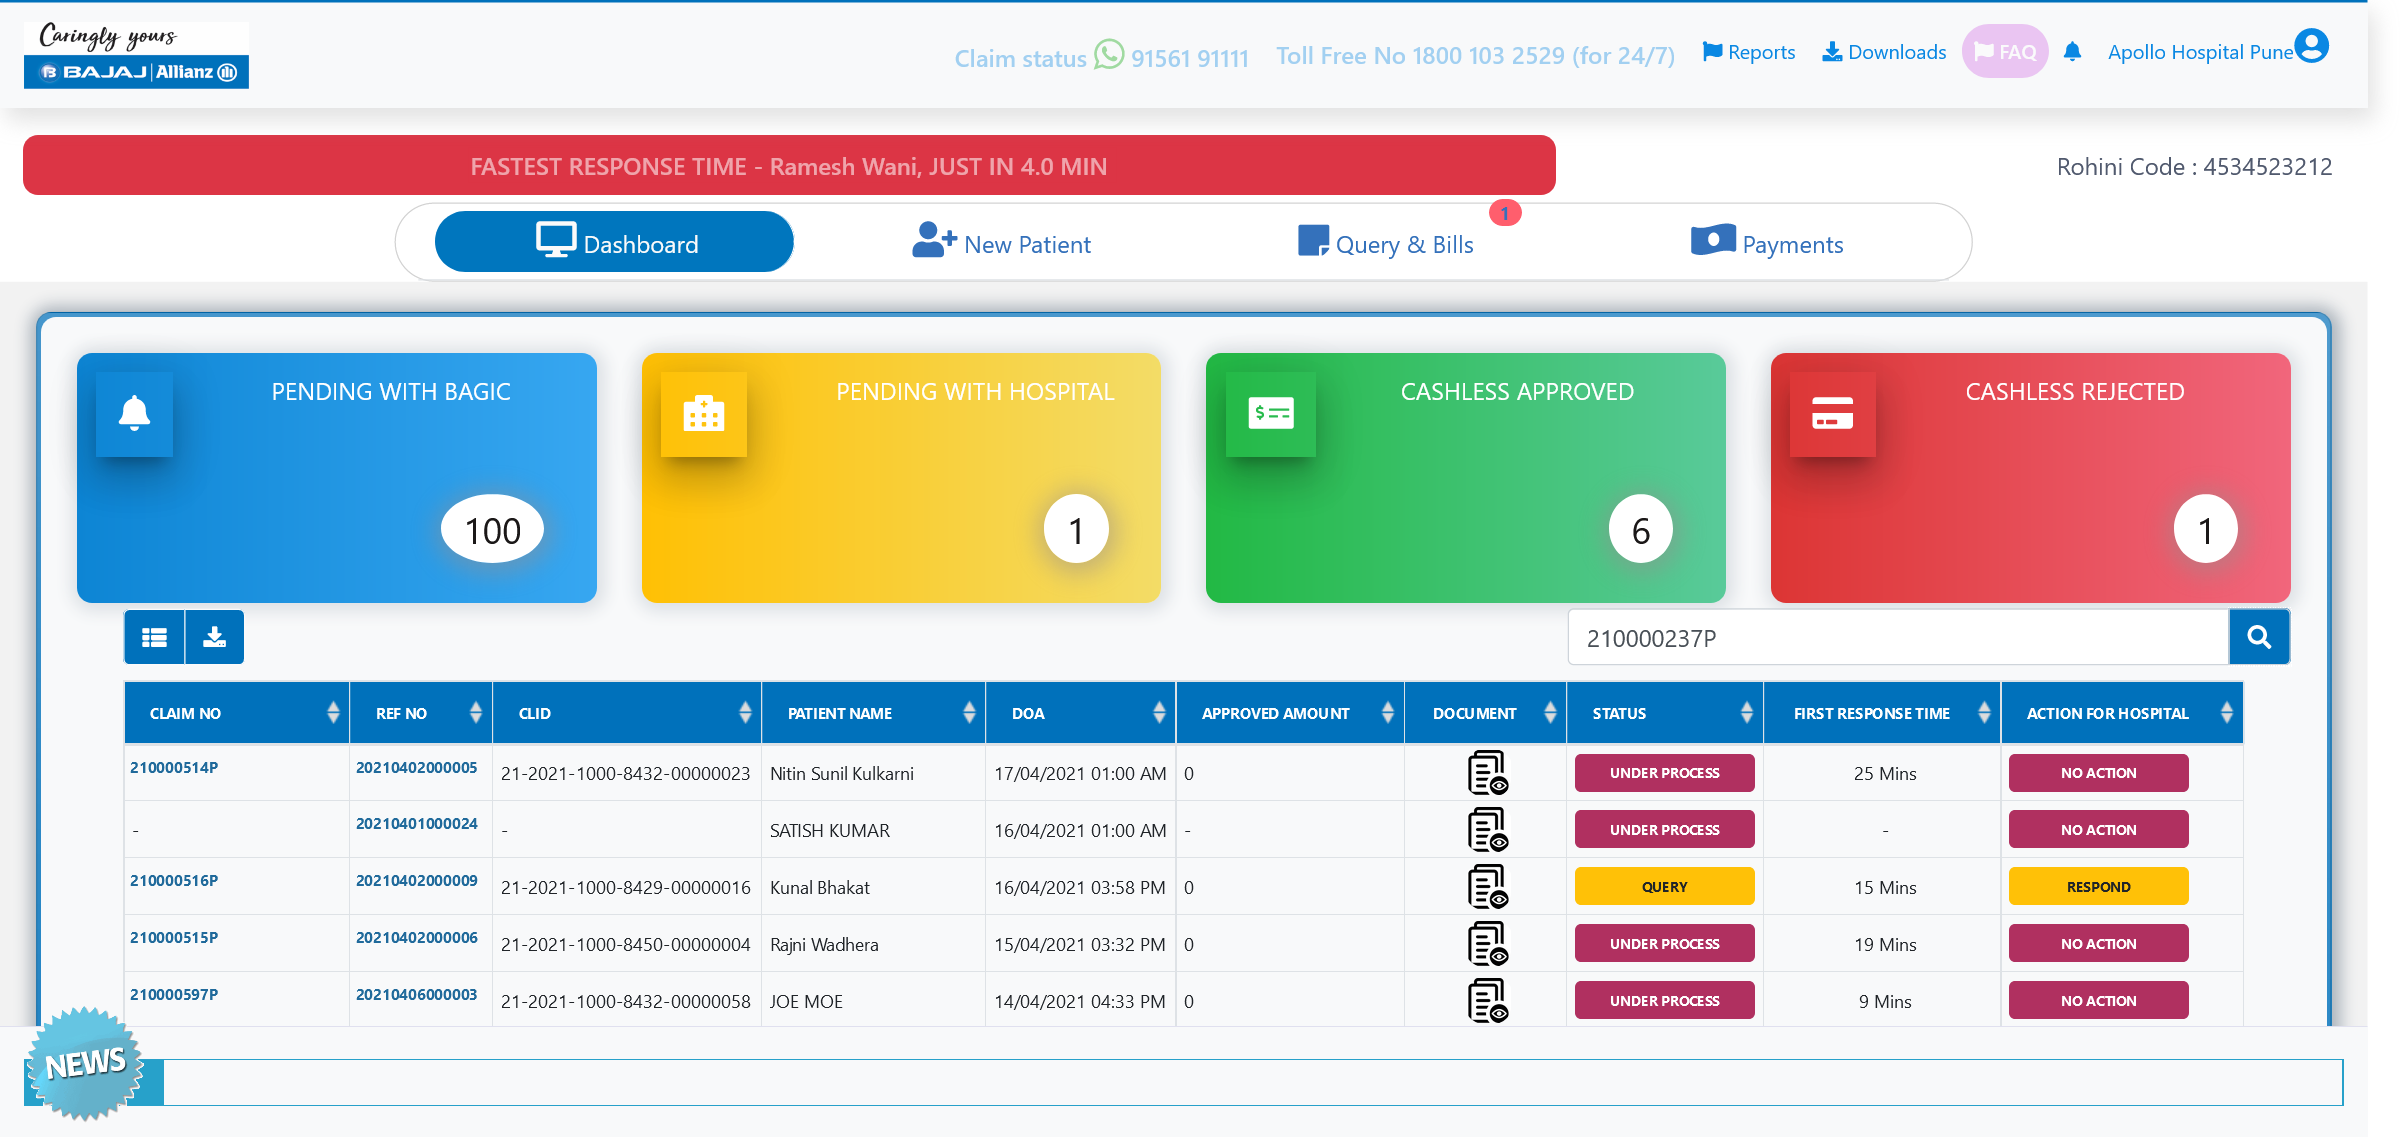 Caringly yours
BAJAJ | Allianz
Claim status 91561 91111
Toll Free No 1800 103 2529 (for 24/7)
Reports
Downloads
FAQ
Apollo Hospital Pune
FASTEST RESPONSE TIME - Ramesh Wani, JUST IN 4.0 MIN
Rohini Code : 4534523212
Dashboard
New Patient
Query & Bills
1
Payments
PENDING WITH BAGIC
100
PENDING WITH HOSPITAL
1
CASHLESS APPROVED
6
CASHLESS REJECTED
1
210000237P
CLAIM NO REF NO CLID PATIENT NAME DOA APPROVED AMOUNT DOCUMENT STATUS FIRST RESPONSE TIME ACTION FOR HOSPITAL
210000514P 20210402000005 21-2021-1000-8432-00000023 Nitin Sunil Kulkarni 17/04/2021 01:00 AM 0 UNDER PROCESS 25 Mins NO ACTION
- 20210401000024 - SATISH KUMAR 16/04/2021 01:00 AM - UNDER PROCESS - NO ACTION
210000516P 20210402000009 21-2021-1000-8429-00000016 Kunal Bhakat 16/04/2021 03:58 PM 0 QUERY 15 Mins RESPOND
210000515P 20210402000006 21-2021-1000-8450-00000004 Rajni Wadhera 15/04/2021 03:32 PM 0 UNDER PROCESS 19 Mins NO ACTION
210000597P 20210406000003 21-2021-1000-8432-00000058 JOE MOE 14/04/2021 04:33 PM 0 UNDER PROCESS 9 Mins NO ACTION
NEWS